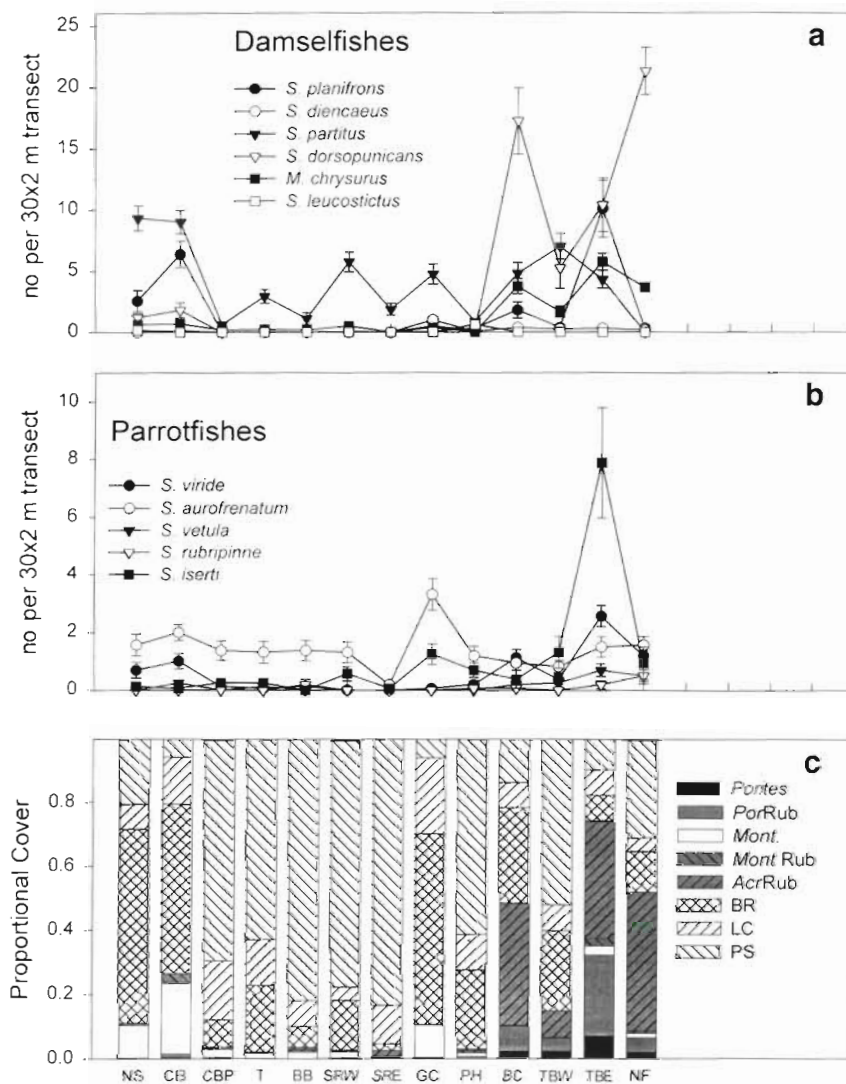 a
Damselfishes
S. planifrons
S. diencaeus
S. partitus
S. dorsopunicans
M. chrysurus
S. leucostictus
no per 30x2 m transect
25
20
15
10
5
0
b
Parrotfishes
S. viride
S. aurofrenatum
S. vetula
S. rubripinne
S. iserti
no per 30x2 m transect
10
8
6
4
2
0
c
Porites
PorRub
Mont.
Mont Rub
AcrRub
BR
LC
PS
Proportional Cover
0.8
0.6
0.4
0.2
0.0
NS CB CBP T BB SRW SRE GC PH BC TBW TBE NF